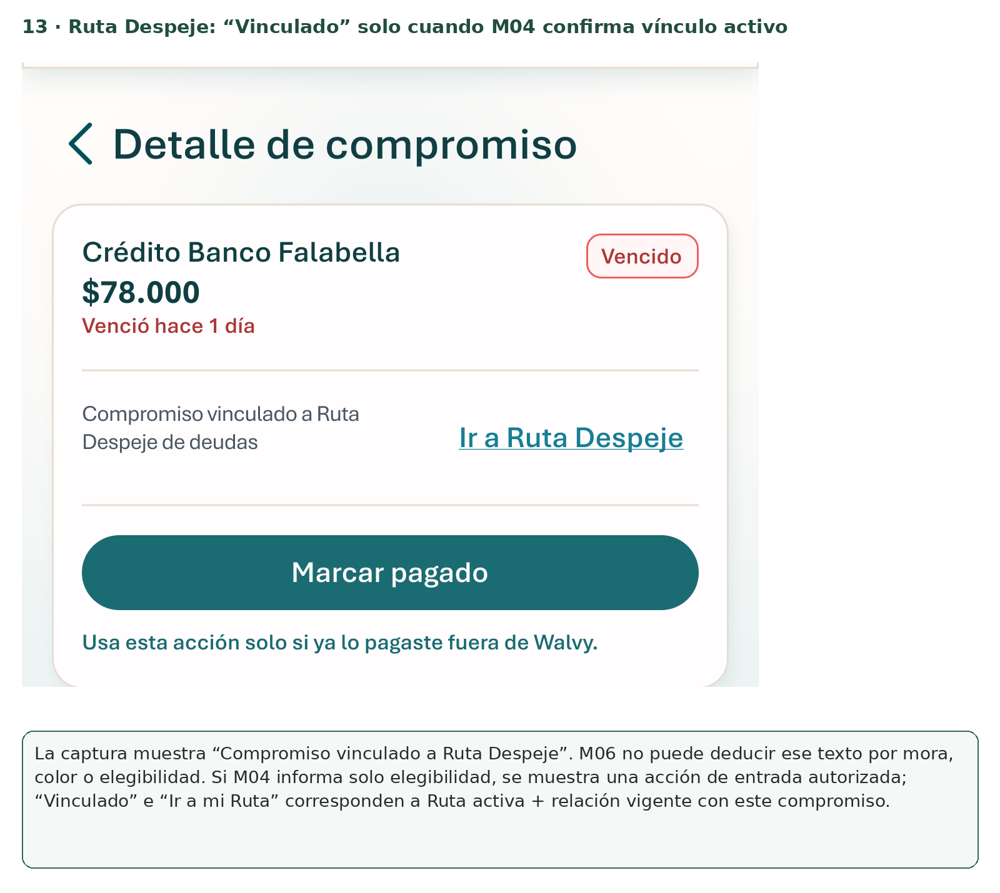 13 · Ruta Despeje: “Vinculado” solo cuando M04 confirma vínculo activo
Detalle de compromiso
Crédito Banco Falabella
Vencido
$78.000
Venció hace 1 día
Compromiso vinculado a Ruta
Despeje de deudas
Ir a Ruta Despeje
Marcar pagado
Usa esta acción solo si ya lo pagaste fuera de Walvy.
La captura muestra “Compromiso vinculado a Ruta Despeje”. M06 no puede deducir ese texto por mora,
color o elegibilidad. Si M04 informa solo elegibilidad, se muestra una acción de entrada autorizada;
“Vinculado” e “Ir a mi Ruta” corresponden a Ruta activa + relación vigente con este compromiso.